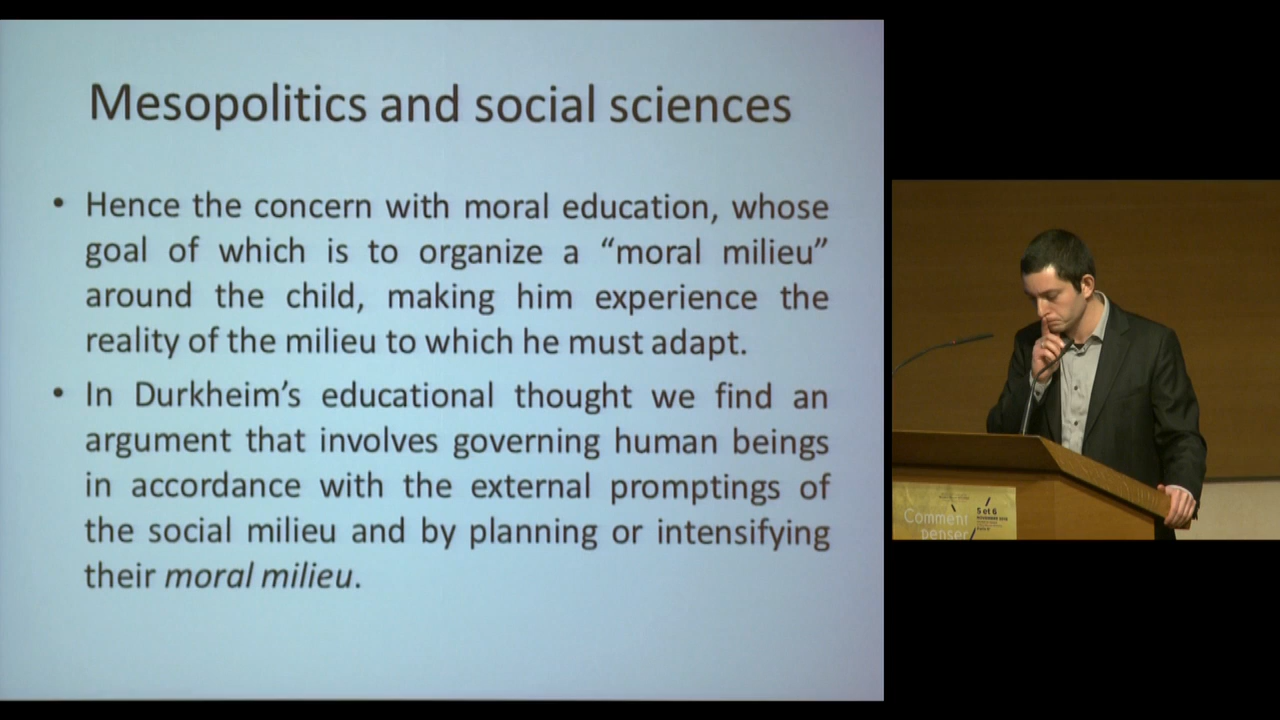 Mesopolitics and social sciences
• Hence the concern with moral education, whose
goal of which is to organize a “moral milieu”
around the child, making him experience the
reality of the milieu to which he must adapt.
• In Durkheim’s educational thought we find an
argument that involves governing human beings
in accordance with the external promptings of
the social milieu and by planning or intensifying
their moral milieu.
5 et 6
Comment
penser